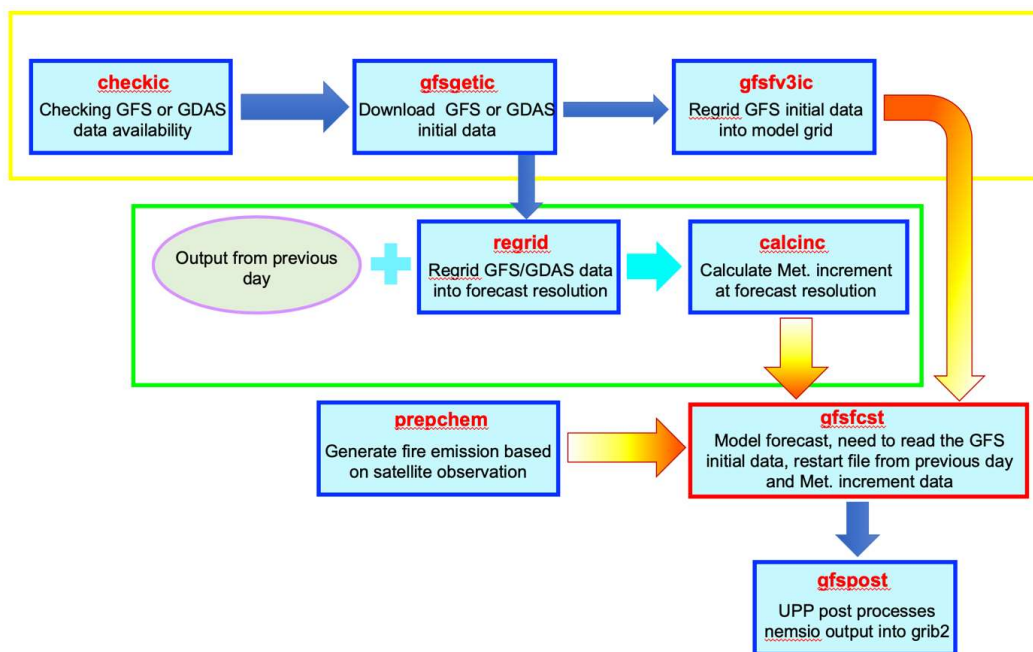 checkic
Checking GFS or GDAS
data availability
gfsgetic
Download GFS or GDAS
initial data
gfsfv3ic
Regrid GFS initial data
into model grid
Output from previous
day
regrid
Regrid GFS/GDAS data
into forecast resolution
calcinc
Calculate Met. increment
at forecast resolution
prepchem
Generate fire emission based
on satellite observation
gfsfcst
Model forecast, need to read the GFS
initial data, restart file from previous day
and Met. increment data
gfspost
UPP post processes
nemsio output into grib2